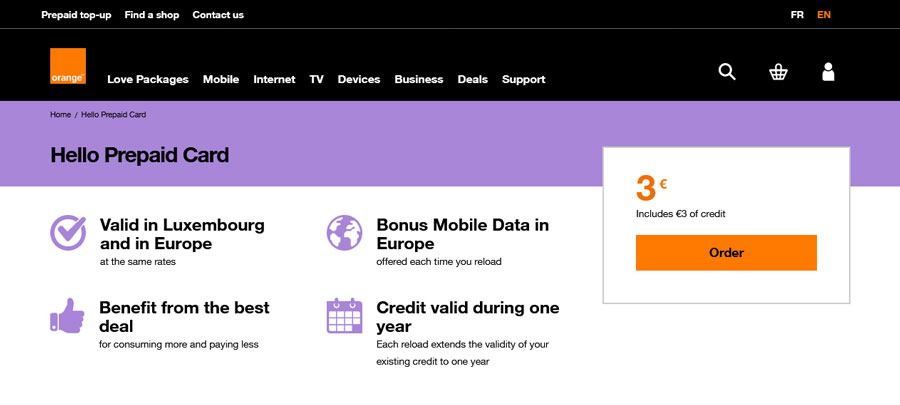 Prepaid top-up Find a shop Contact us FR EN
orange™ Love Packages Mobile Internet TV Devices Business Deals Support
Home / Hello Prepaid Card
Hello Prepaid Card
3 €
Includes €3 of credit
Order
Valid in Luxembourg
and in Europe
at the same rates
Bonus Mobile Data in
Europe
offered each time you reload
Benefit from the best
deal
for consuming more and paying less
Credit valid during one
year
Each reload extends the validity of your
existing credit to one year